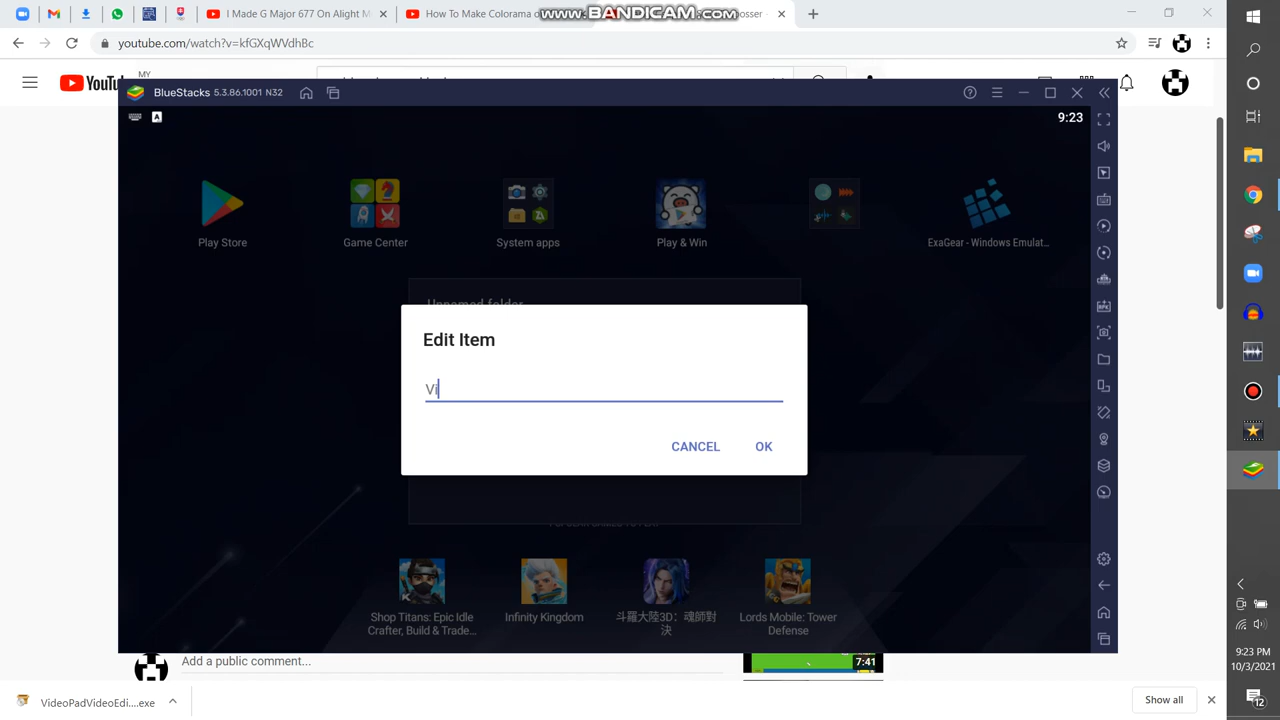 I Made G Major 677 On Alight M
How To Make Colorama
www.BANDICAM.com
osser
youtube.com/watch?v=kfGXqWVdhBc
YouTube MY
BlueStacks 5.3.86.1001 N32
A
9:23
Play Store
Game Center
System apps
Play & Win
ExaGear - Windows Emulat...
Unnamed folder
Edit Item
Vi
CANCEL
OK
Shop Titans: Epic Idle
Crafter, Build & Trade...
Infinity Kingdom
斗羅大陸3D：魂師對
決
Lords Mobile: Tower
Defense
Add a public comment...
7:41
VideoPadVideoEdi....exe
Show all
9:23 PM
10/3/2021
12